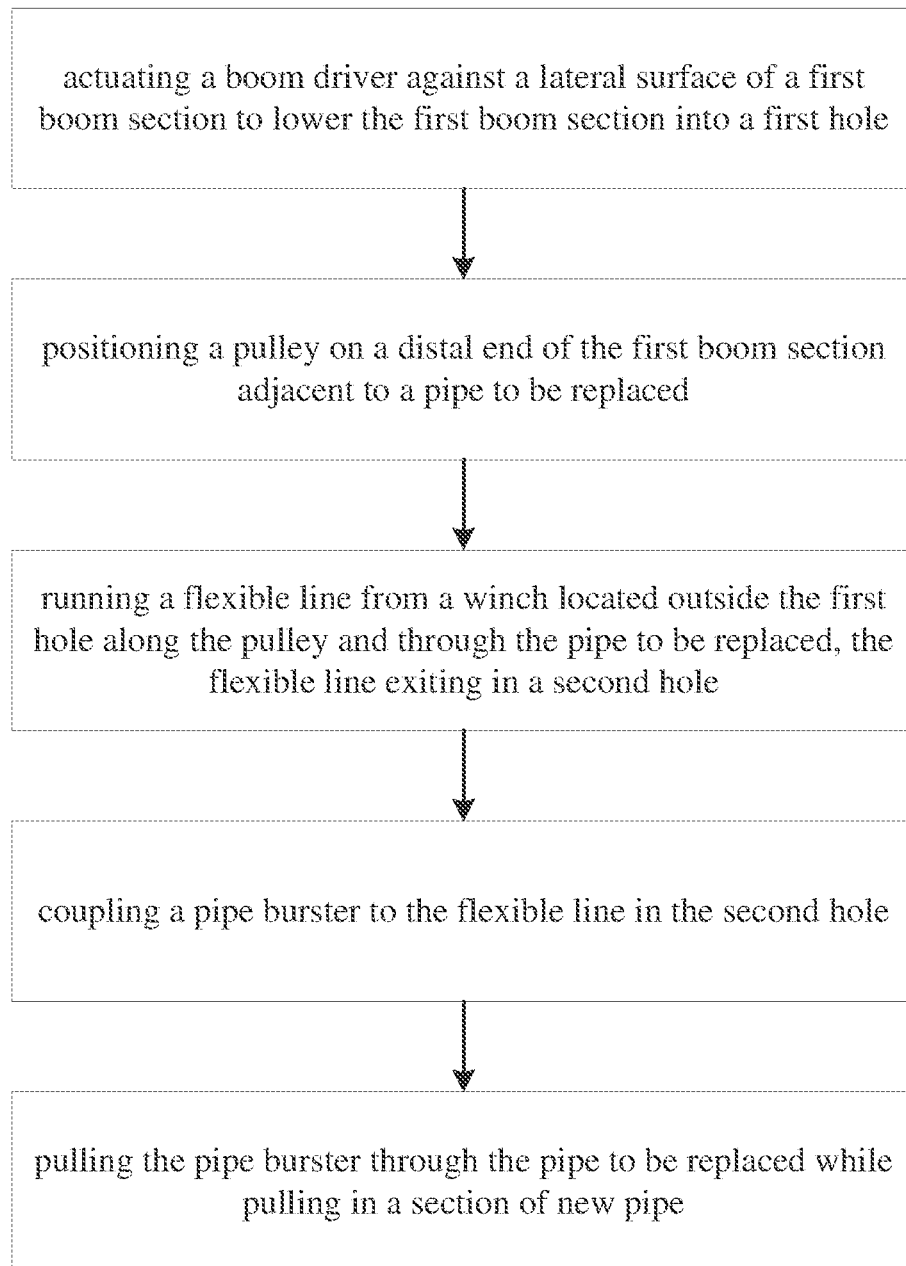 actuating a boom driver against a lateral surface of a first
boom section to lower the first boom section into a first hole
positioning a pulley on a distal end of the first boom section
adjacent to a pipe to be replaced
running a flexible line from a winch located outside the first
hole along the pulley and through the pipe to be replaced, the
flexible line exiting in a second hole
coupling a pipe burster to the flexible line in the second hole
pulling the pipe burster through the pipe to be replaced while
pulling in a section of new pipe